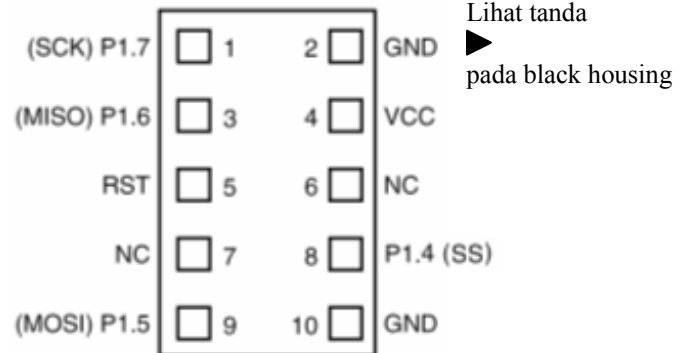 Lihat tanda
(SCK) P1.7 1 2 GND
pada black housing
(MISO) P1.6 3 4 VCC
RST 5 6 NC
NC 7 8 P1.4 (SS)
(MOSI) P1.5 9 10 GND